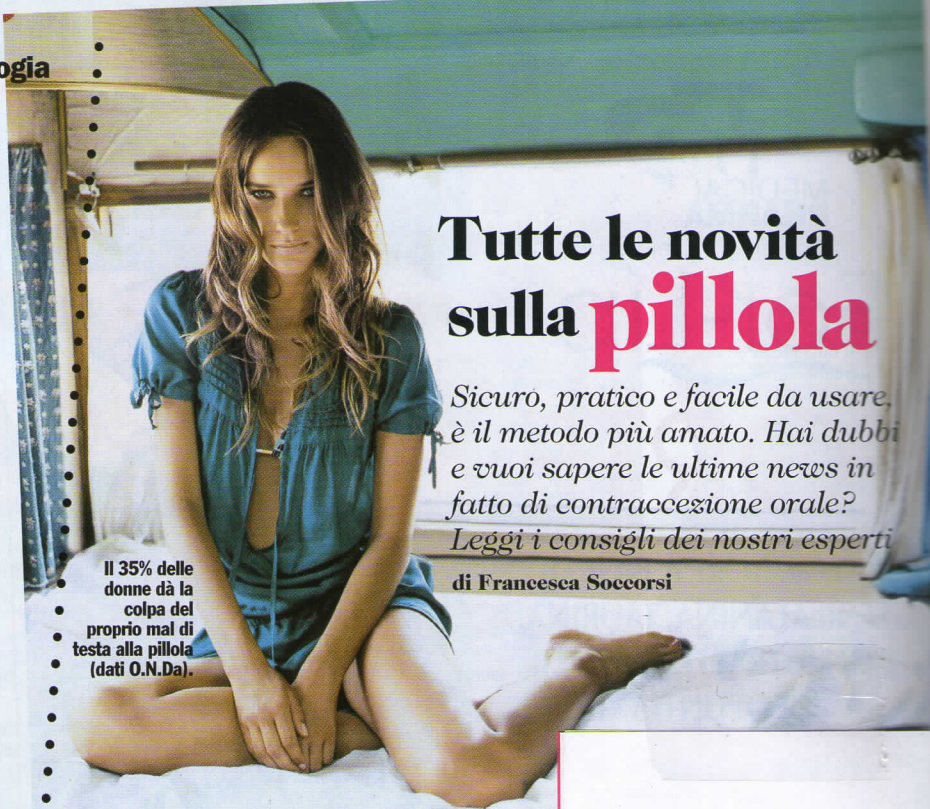 ogia
Tutte le novità
sulla pillola
Sicuro, pratico e facile da usare,
è il metodo più amato. Hai dubbi
e vuoi sapere le ultime news in
fatto di contraccezione orale?
Leggi i consigli dei nostri esperti
di Francesca Soccorsi
Il 35% delle
donne dà la
colpa del
proprio mal di
testa alla pillola
(dati O.N.Da).